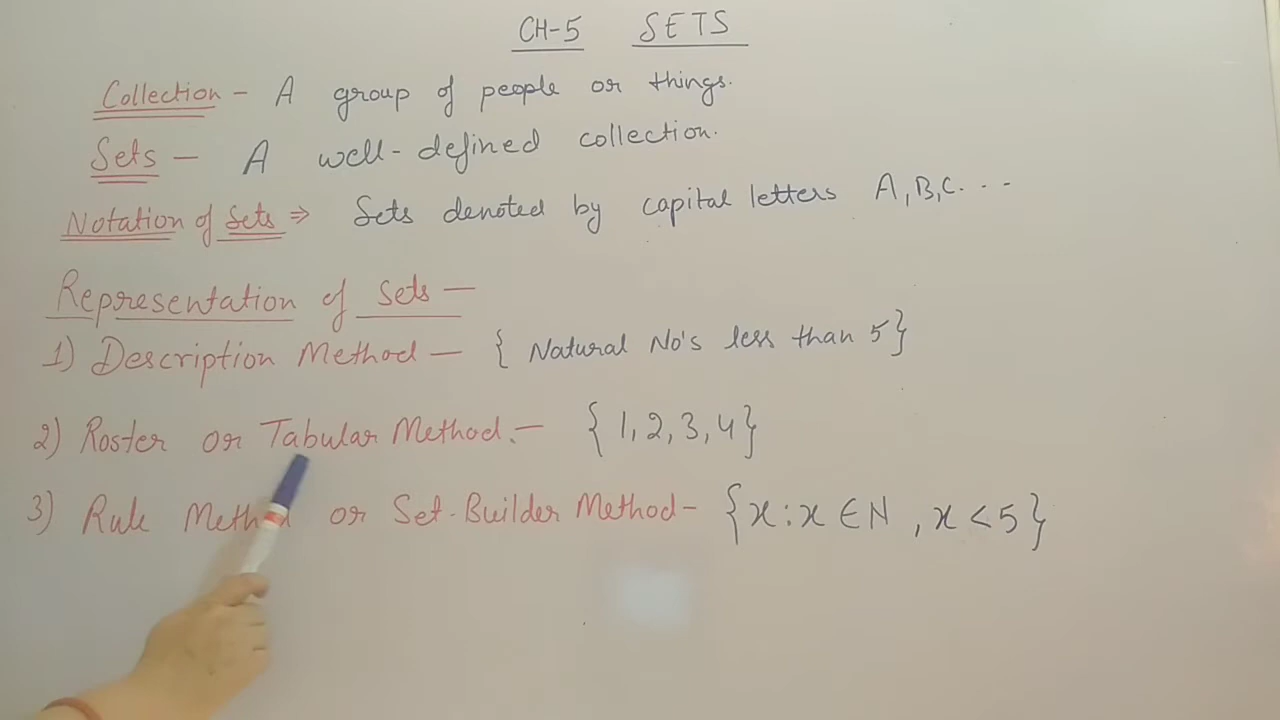 CH-5 SETS
Collection - A group of people or things.
Sets - A well-defined collection.
Notation of Sets ⇒ Sets denoted by capital letters A, B, C. ...
Representation of Sets -
1) Description Method - { Natural No's less than 5}
2) Roster or Tabular Method. - {1, 2, 3, 4}
3) Rule Method or Set-Builder Method - {x : x ∈ N , x < 5}